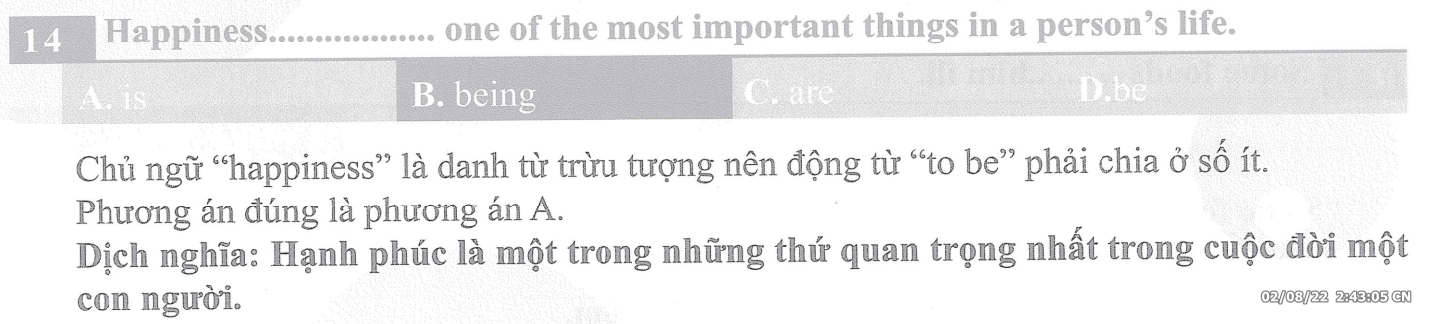 14 Happiness.................. one of the most important things in a person's life.
A. is B. being C. are D.be
Chủ ngữ “happiness” là danh từ trừu tượng nên động từ “to be” phải chia ở số ít.
Phương án đúng là phương án A.
Dịch nghĩa: Hạnh phúc là một trong những thứ quan trọng nhất trong cuộc đời một
con người.
02/08/22 2:43:05 CN